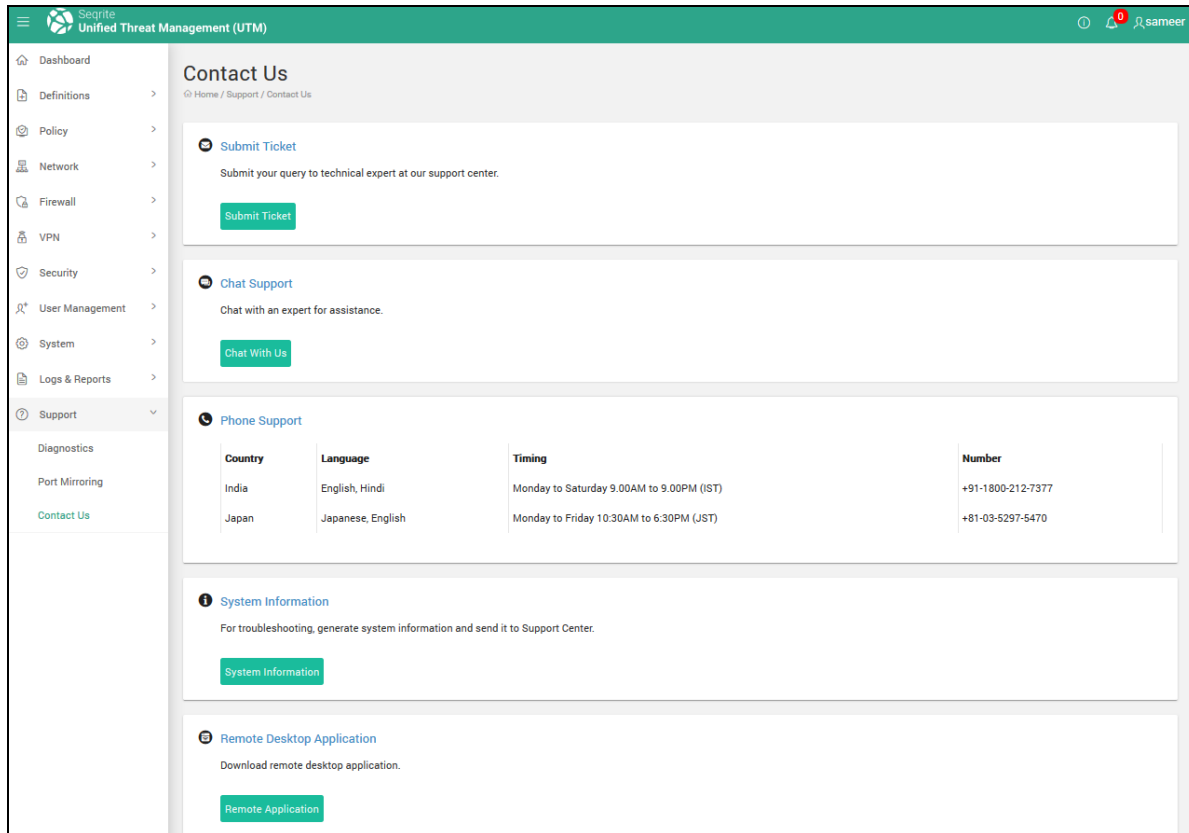 Seqrite
Unified Threat Management (UTM)
0
sameer
Dashboard
Definitions
Policy
Network
Firewall
VPN
Security
User Management
System
Logs & Reports
Support
Diagnostics
Port Mirroring
Contact Us
Contact Us
Home / Support / Contact Us
Submit Ticket
Submit your query to technical expert at our support center.
Submit Ticket
Chat Support
Chat with an expert for assistance.
Chat With Us
Phone Support
Country Language Timing Number
India English, Hindi Monday to Saturday 9.00AM to 9.00PM (IST) +91-1800-212-7377
Japan Japanese, English Monday to Friday 10:30AM to 6:30PM (JST) +81-03-5297-5470
System Information
For troubleshooting, generate system information and send it to Support Center.
System Information
Remote Desktop Application
Download remote desktop application.
Remote Application